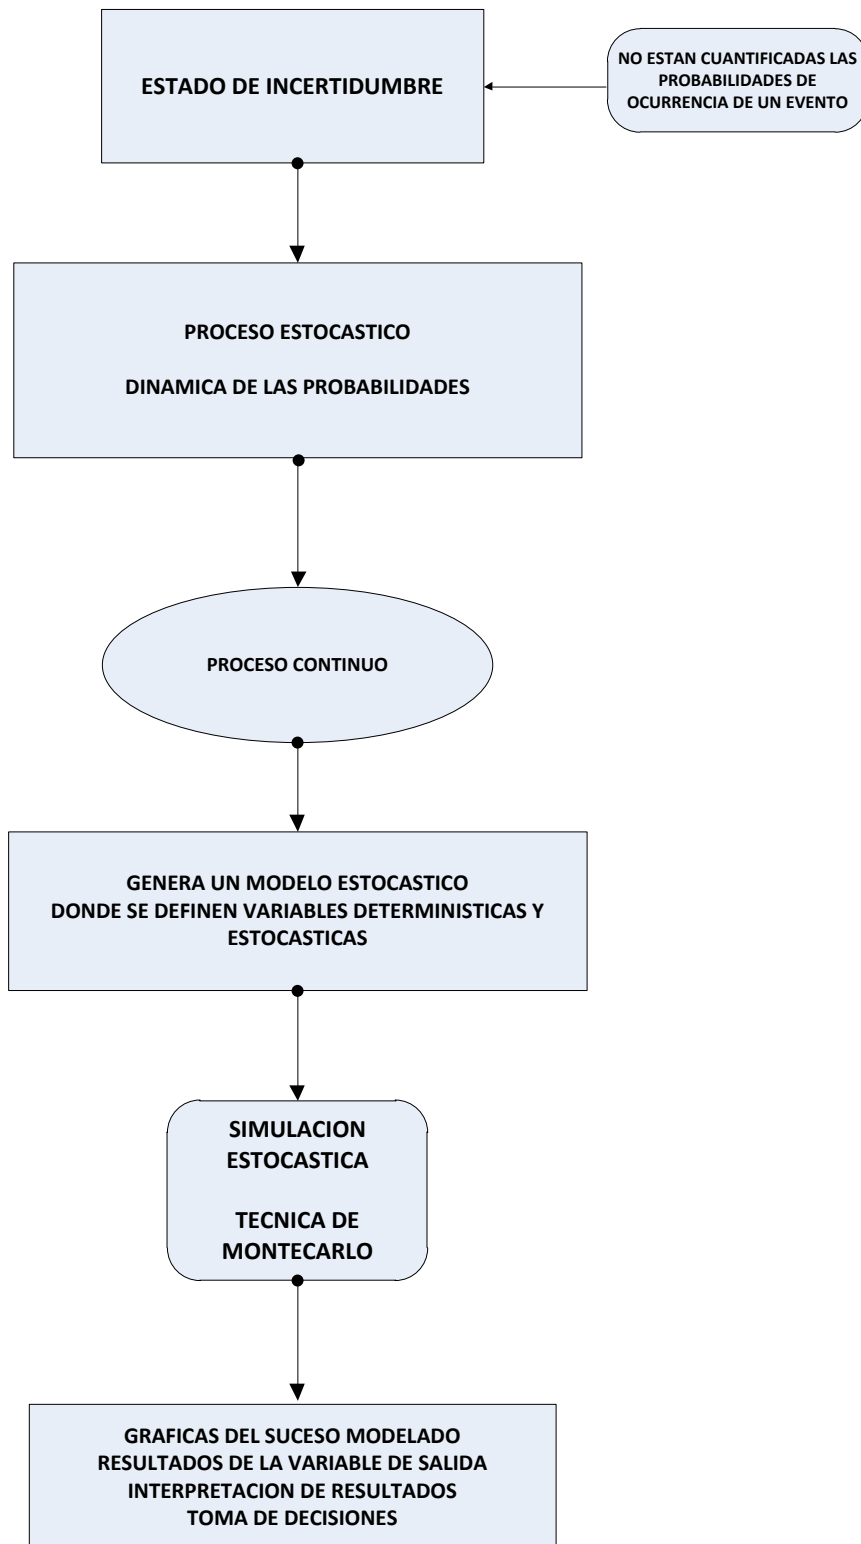 ESTADO DE INCERTIDUMBRE
NO ESTAN CUANTIFICADAS LAS
PROBABILIDADES DE
OCURRENCIA DE UN EVENTO
PROCESO ESTOCASTICO
DINAMICA DE LAS PROBABILIDADES
PROCESO CONTINUO
GENERA UN MODELO ESTOCASTICO
DONDE SE DEFINEN VARIABLES DETERMINISTICAS Y
ESTOCASTICAS
SIMULACION
ESTOCASTICA
TECNICA DE
MONTECARLO
GRAFICAS DEL SUCESO MODELADO
RESULTADOS DE LA VARIABLE DE SALIDA
INTERPRETACION DE RESULTADOS
TOMA DE DECISIONES